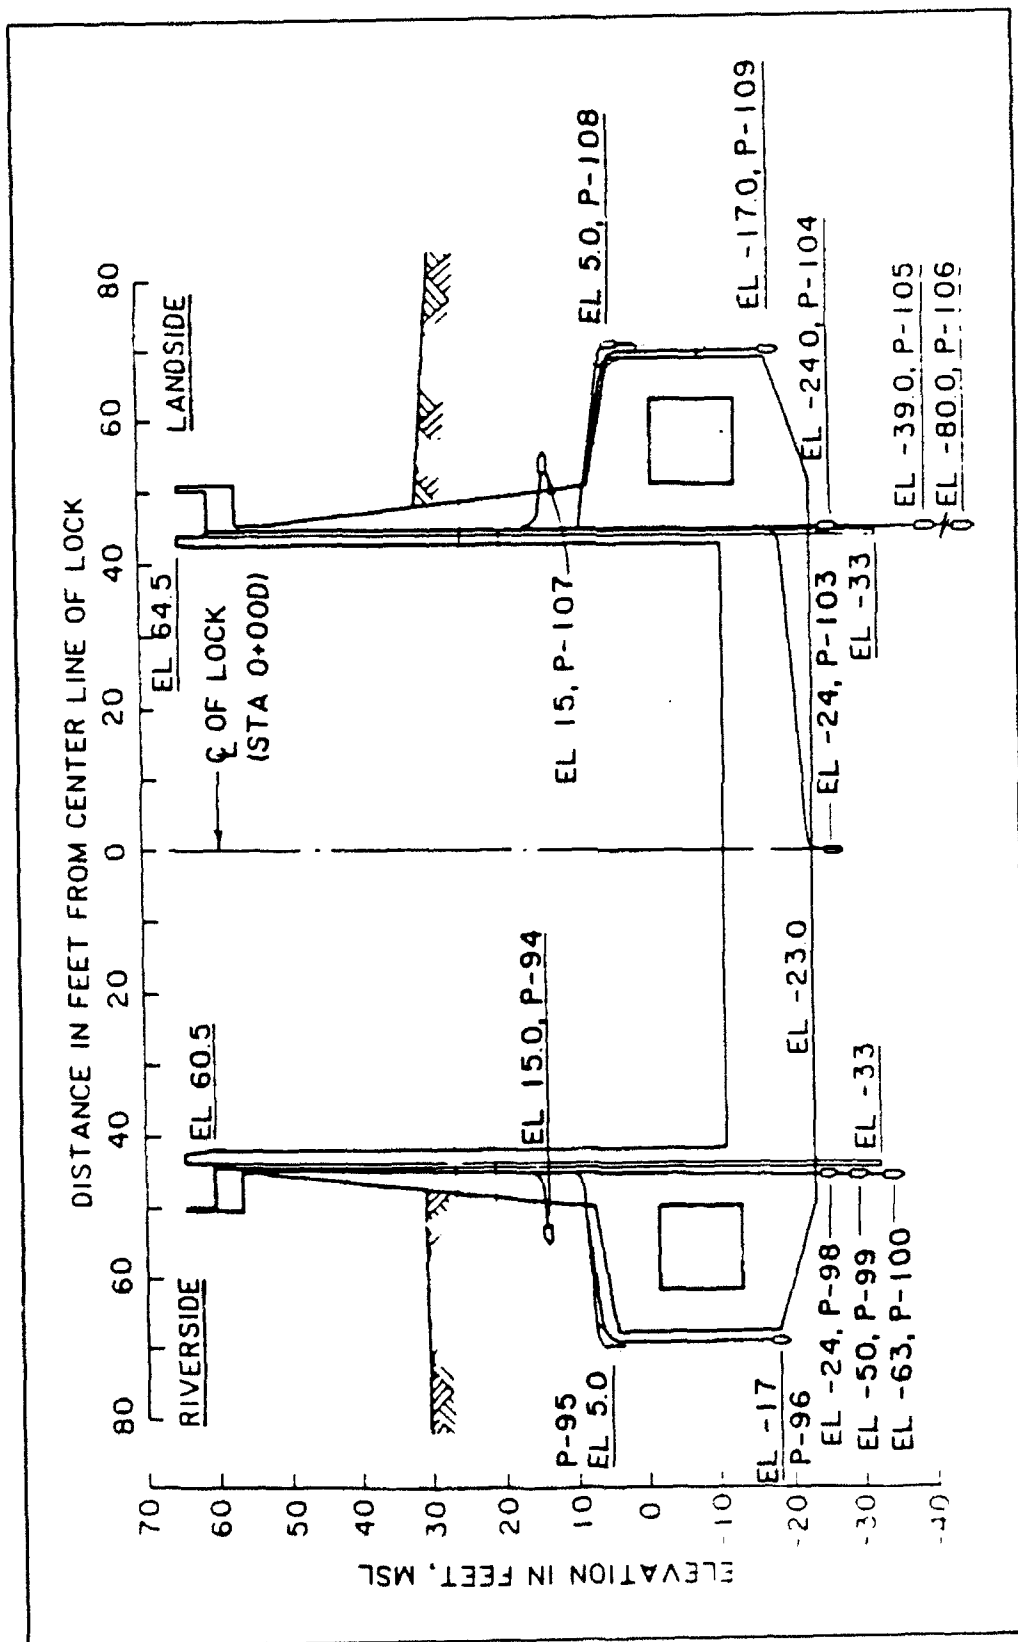 DISTANCE IN FEET FROM CENTER LINE OF LOCK
80 60 40 20 0 20 40 60 80
RIVERSIDE
LANDSIDE
EL 60.5
EL 64.5
℄ OF LOCK
(STA 0+00D)
EL 15.0, P-94
EL 15, P-107
P-95
EL 5.0
EL 5.0, P-108
EL -17
P-96
EL -17.0, P-109
EL -23.0
EL -24, P-98
EL -50, P-99
EL -63, P-100
EL -33
EL -24, P-103
EL -33
EL -24.0, P-104
EL -39.0, P-105
EL -80.0, P-106
70
60
50
40
30
20
10
0
-10
-20
-30
-40
ELEVATION IN FEET, MSL